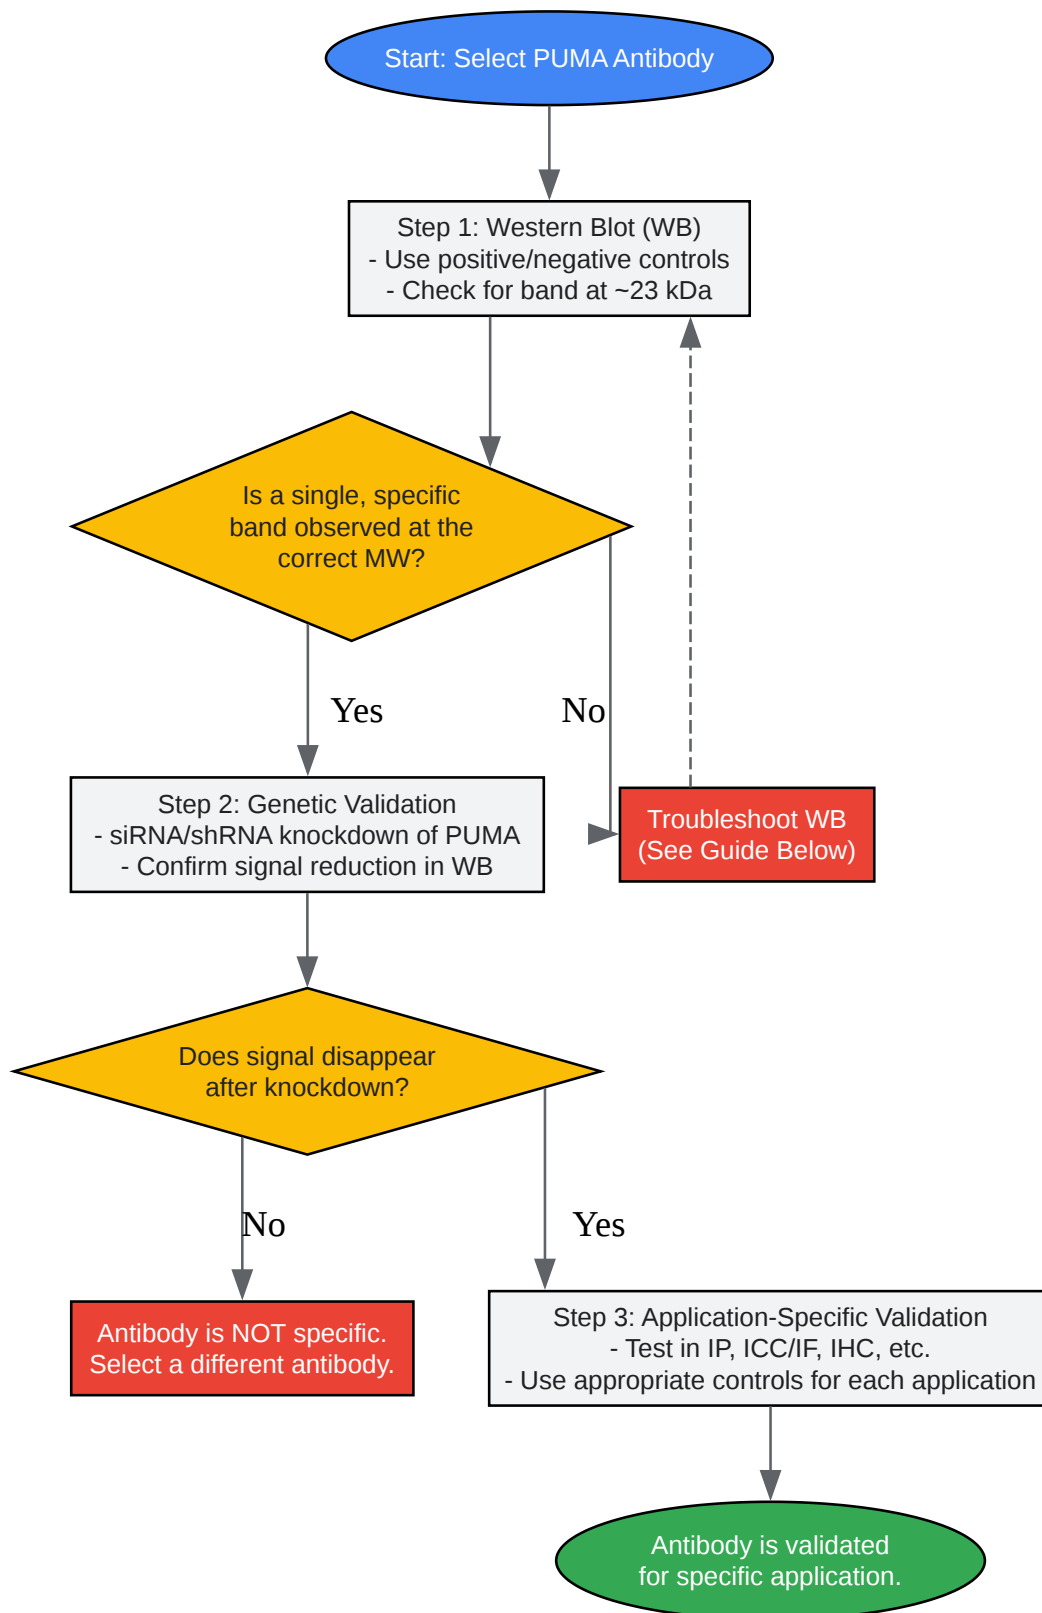 Start: Select PUMA Antibody
Step 1: Western Blot (WB)
- Use positive/negative controls
- Check for band at ~23 kDa
Is a single, specific
band observed at the
correct MW?
Yes
No
Step 2: Genetic Validation
- siRNA/shRNA knockdown of PUMA
- Confirm signal reduction in WB
Troubleshoot WB
(See Guide Below)
Does signal disappear
after knockdown?
No
Yes
Antibody is NOT specific.
Select a different antibody.
Step 3: Application-Specific Validation
- Test in IP, ICC/IF, IHC, etc.
- Use appropriate controls for each application
Antibody is validated
for specific application.